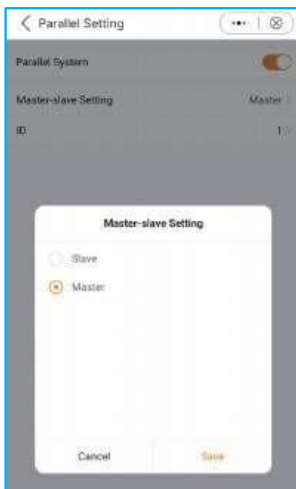 Parallel Setting
Parallel System
Master-slave Setting Master
ID 1
Master-slave Setting
Slave
Master
Cancel Save